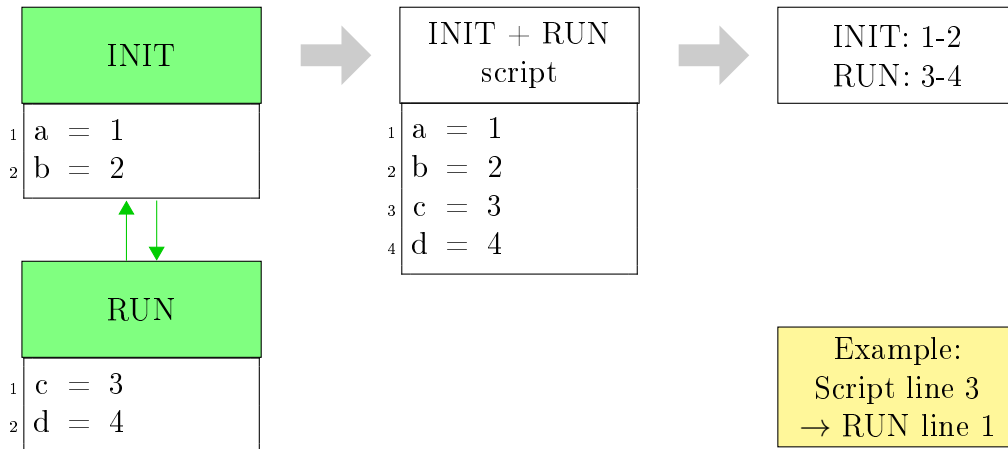 INIT
1 a = 1
2 b = 2
RUN
1 c = 3
2 d = 4
INIT + RUN
script
1 a = 1
2 b = 2
3 c = 3
4 d = 4
INIT: 1-2
RUN: 3-4
Example:
Script line 3
→ RUN line 1